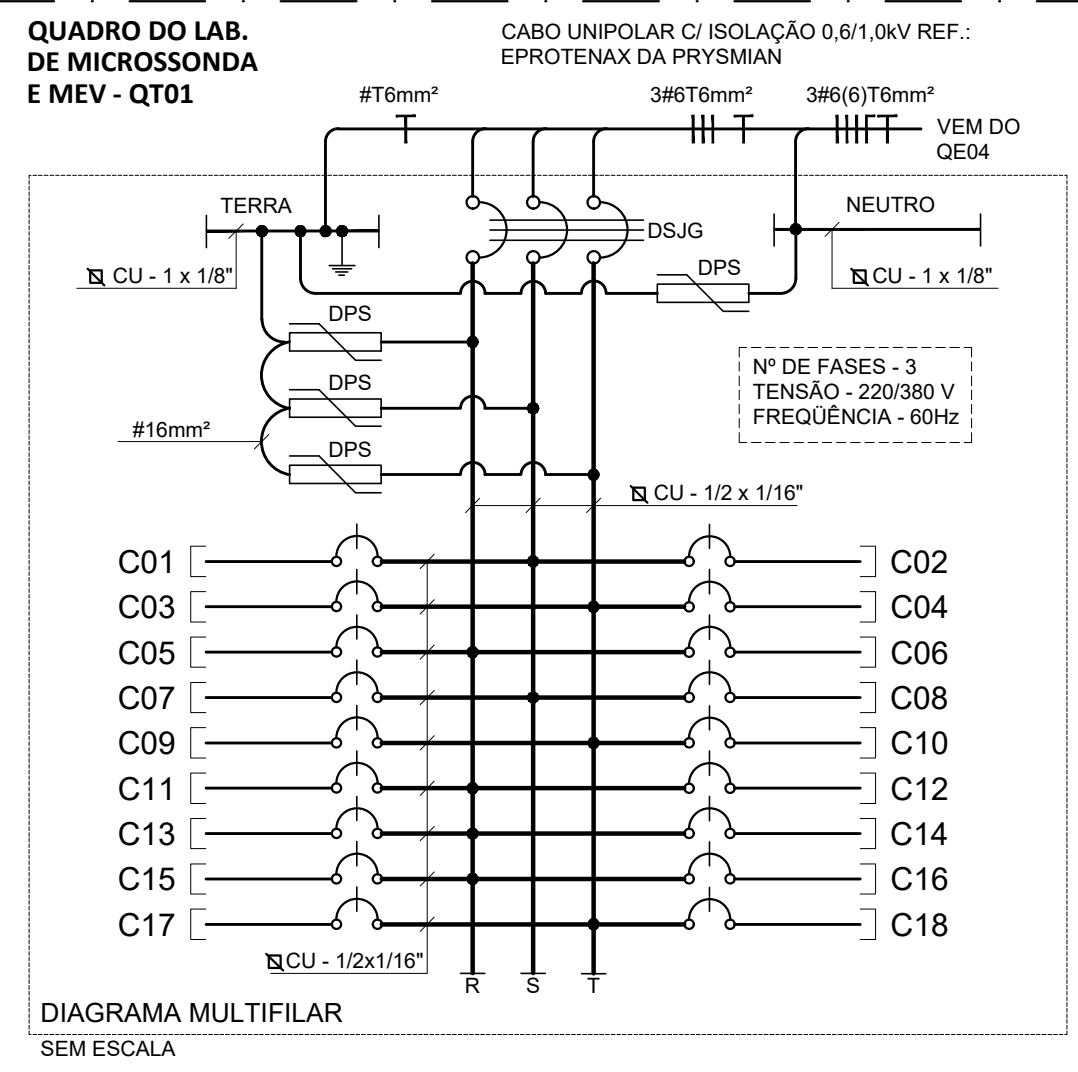 QUADRO DO LAB.
DE MICROSSONDA
E MEV - QT01
CABO UNIPOLAR C/ ISOLAÇÃO 0,6/1,0kV REF.:
EPROTENAX DA PRYSMIAN
#T6mm²
3#6T6mm²
3#6(6)T6mm²
VEM DO
QE04
TERRA
NEUTRO
DSJG
CU - 1 x 1/8"
DPS
CU - 1 x 1/8"
DPS
DPS
DPS
#16mm²
Nº DE FASES - 3
TENSÃO - 220/380 V
FREQÜÊNCIA - 60Hz
CU - 1/2 x 1/16"
C01
C02
C03
C04
C05
C06
C07
C08
C09
C10
C11
C12
C13
C14
C15
C16
C17
C18
CU - 1/2x1/16"
R
S
T
DIAGRAMA MULTIFILAR
SEM ESCALA